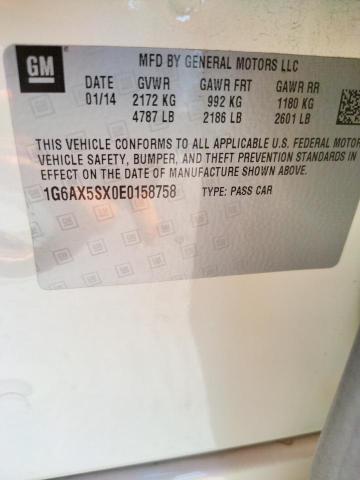 GM
MFD BY GENERAL MOTORS LLC
DATE GVWR GAWR FRT GAWR RR
01/14 2172 KG 992 KG 1180 KG
4787 LB 2186 LB 2601 LB
THIS VEHICLE CONFORMS TO ALL APPLICABLE U.S. FEDERAL MOTOR
VEHICLE SAFETY, BUMPER, AND THEFT PREVENTION STANDARDS IN
EFFECT ON THE DATE OF MANUFACTURE SHOWN ABOVE.
1G6AX5SX0E0158758 TYPE: PASS CAR